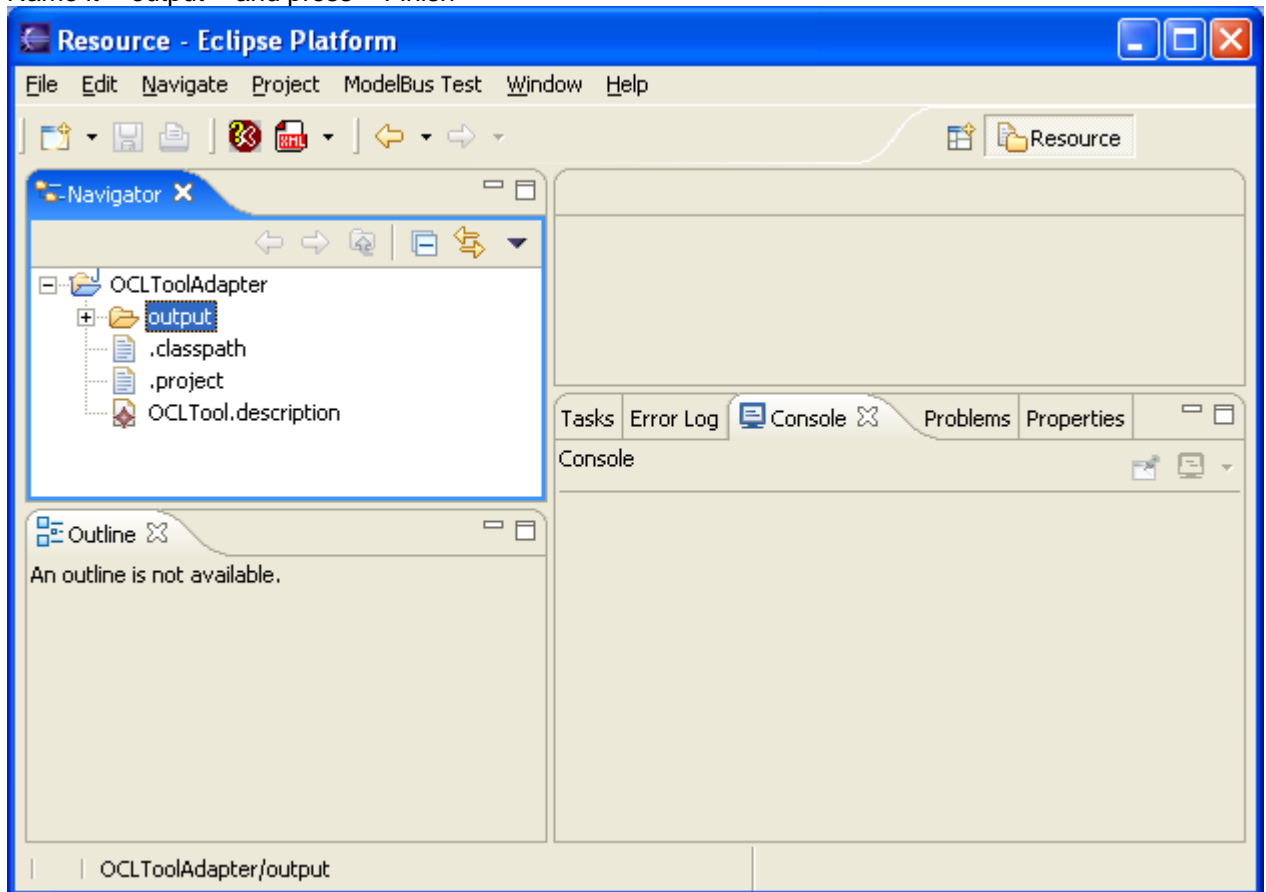 Resource - Eclipse Platform
File Edit Navigate Project ModelBus Test Window Help
Resource
Navigator
OCLToolAdapter
output
.classpath
.project
OCLTool.description
Tasks Error Log Console Problems Properties
Console
Outline
An outline is not available.
OCLToolAdapter/output